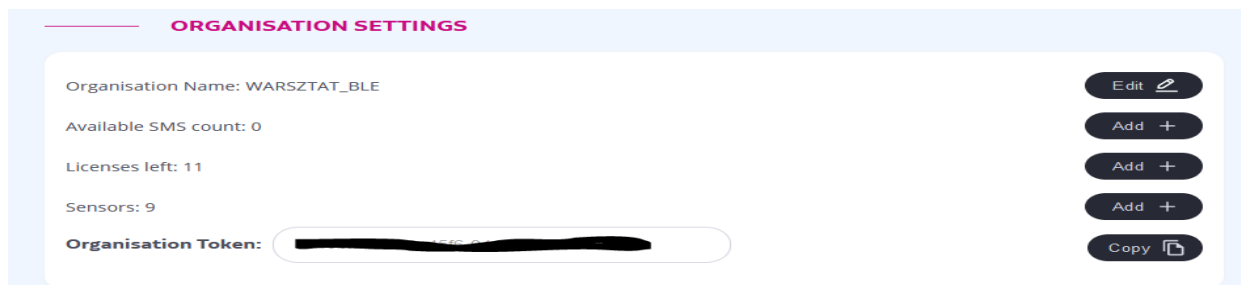 ORGANISATION SETTINGS
Organisation Name: WARSZTAT_BLE Edit
Available SMS count: 0 Add +
Licenses left: 11 Add +
Sensors: 9 Add +
Organisation Token: Copy